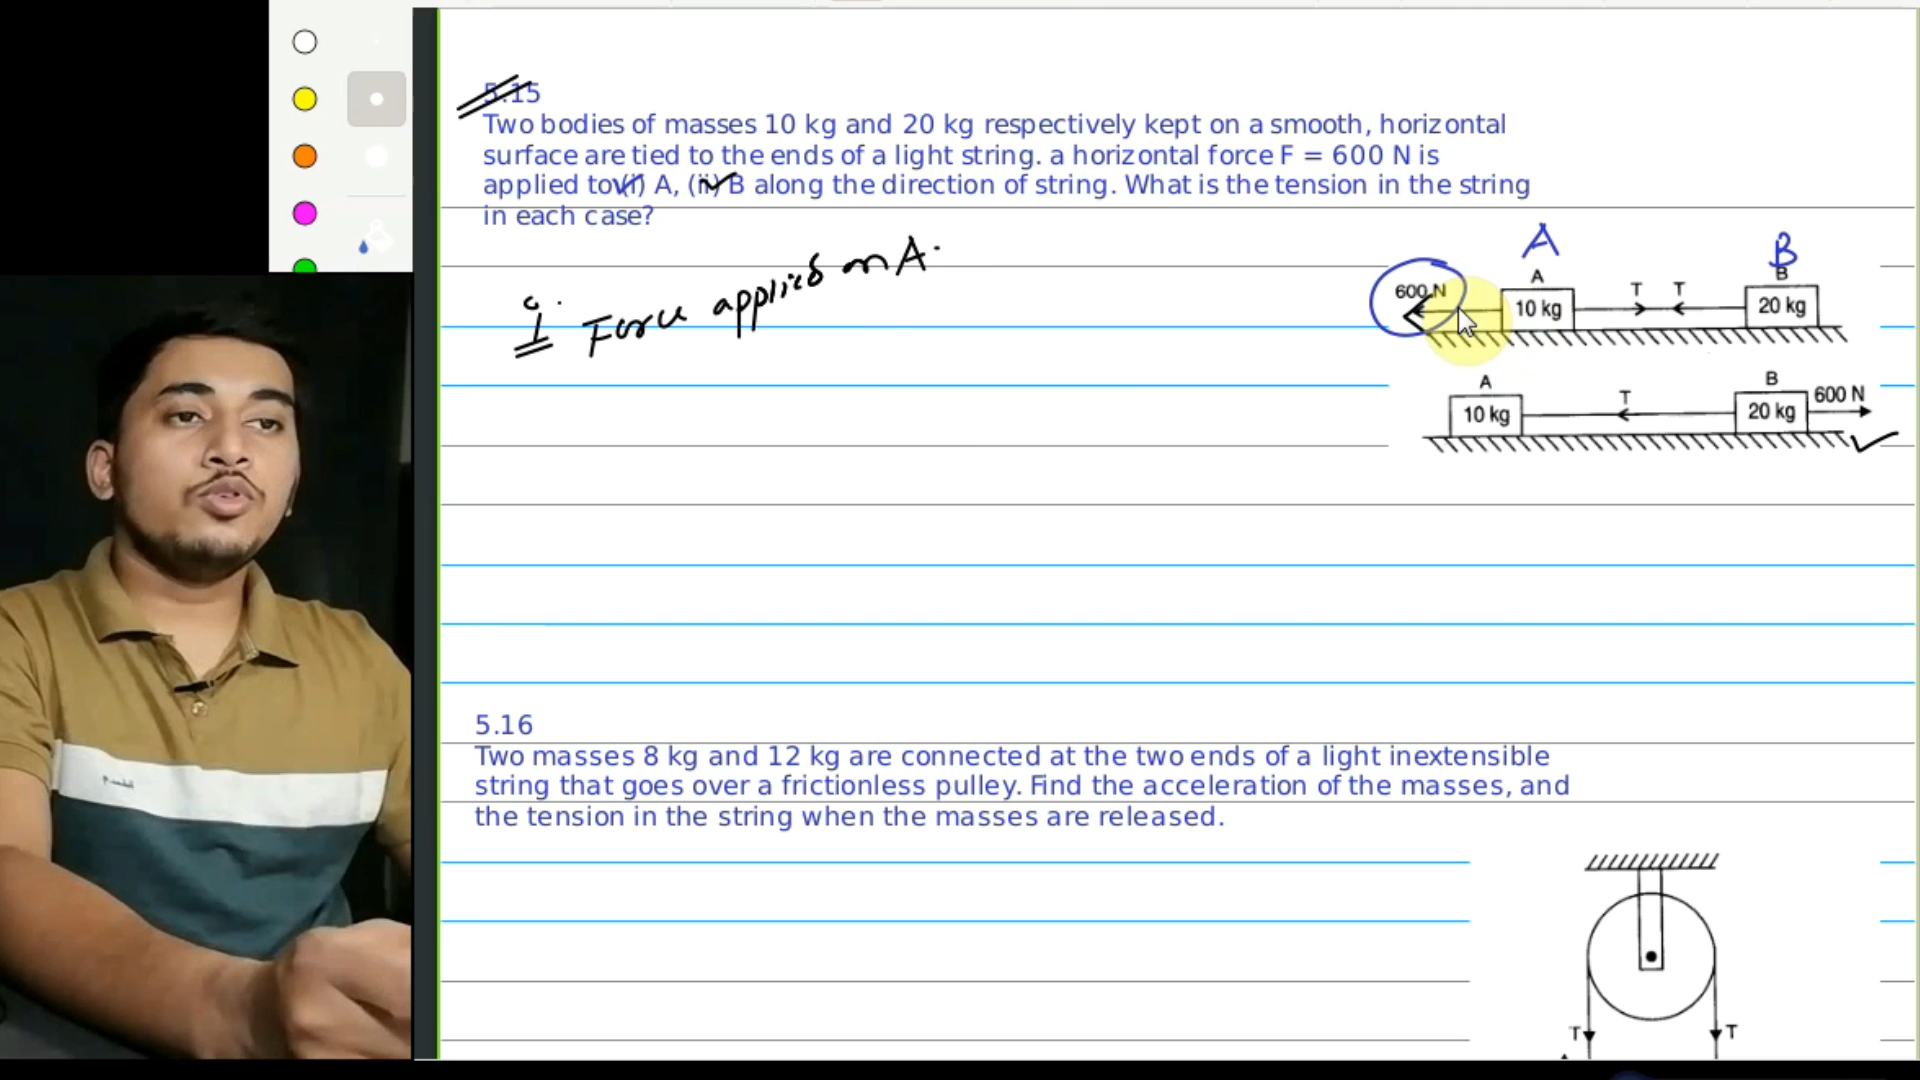 5.15
Two bodies of masses 10 kg and 20 kg respectively kept on a smooth, horizontal
surface are tied to the ends of a light string. a horizontal force F = 600 N is
applied to (i) A, (ii) B along the direction of string. What is the tension in the string
in each case?
i. Force applied on A.
A B
A B
600 N 10 kg T T 20 kg
A B
10 kg T 20 kg 600 N
5.16
Two masses 8 kg and 12 kg are connected at the two ends of a light inextensible
string that goes over a frictionless pulley. Find the acceleration of the masses, and
the tension in the string when the masses are released.
T T